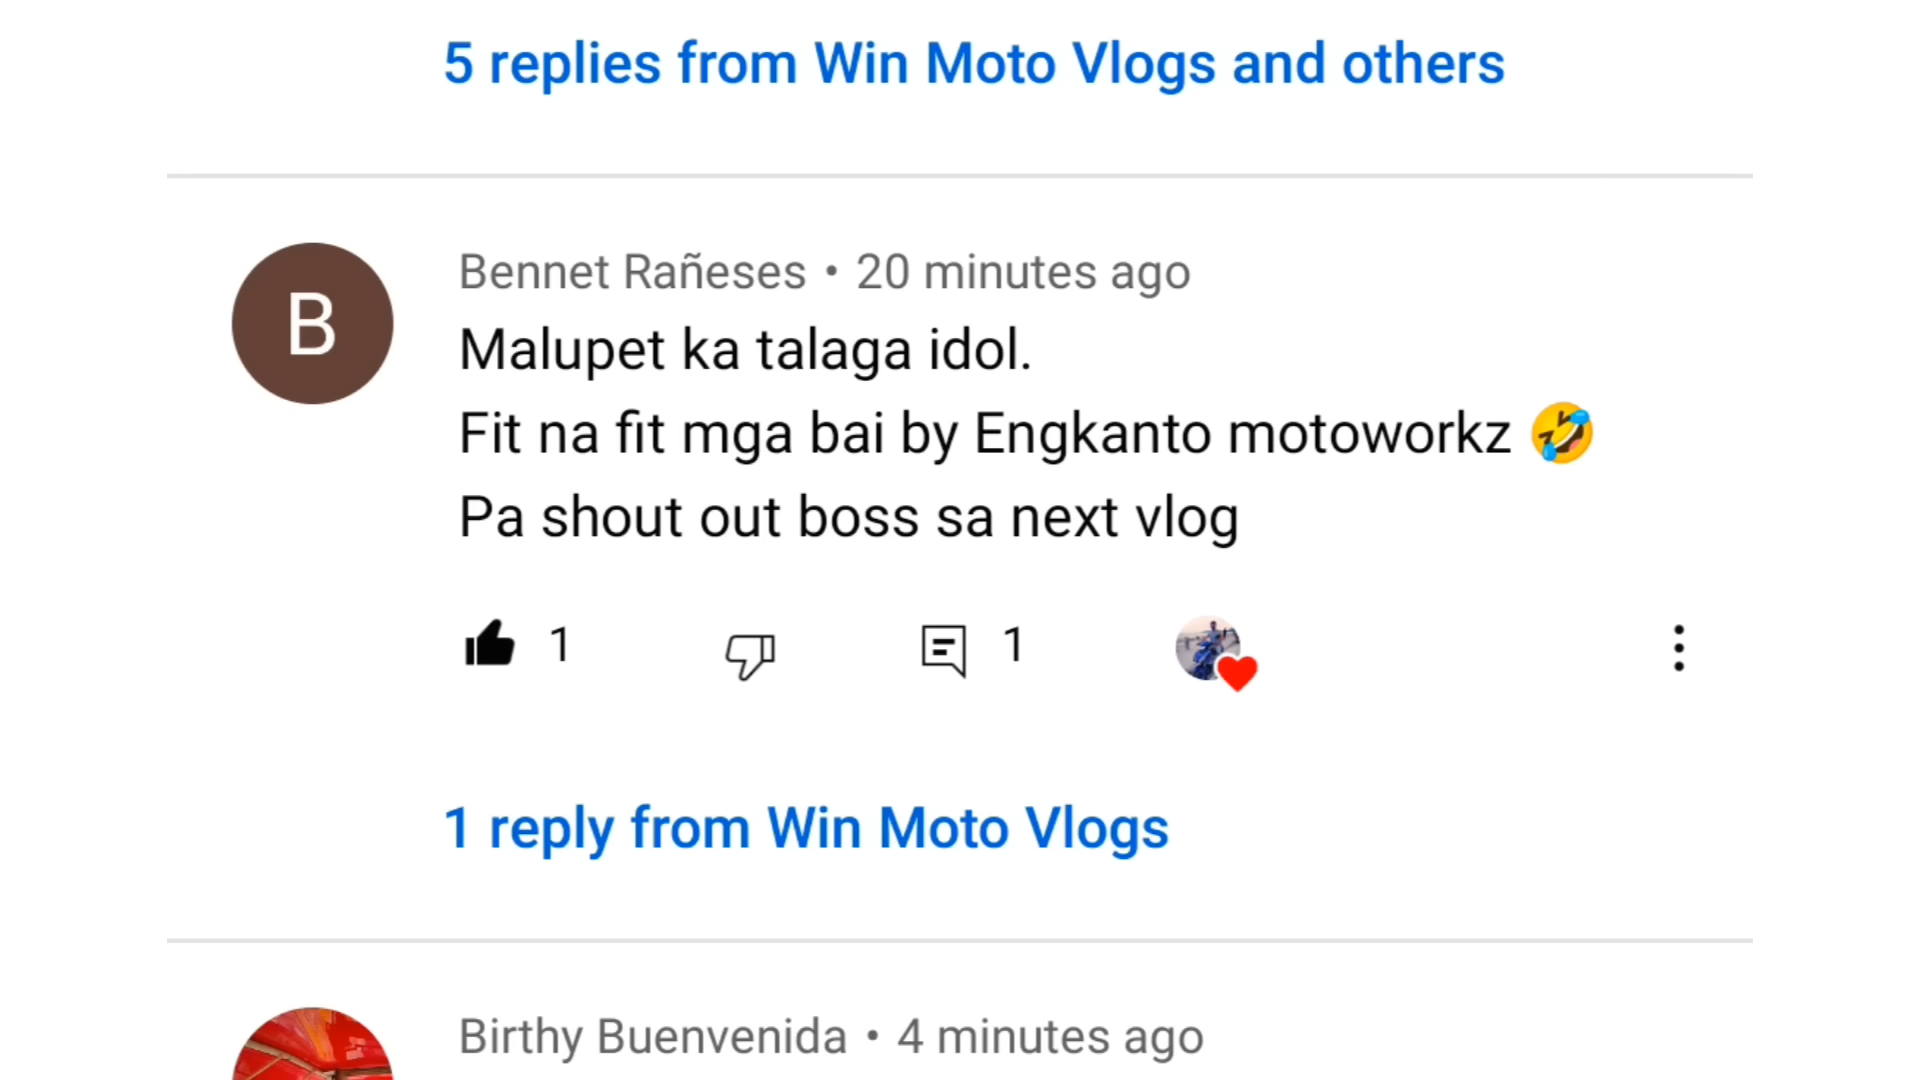 5 replies from Win Moto Vlogs and others
B
Bennet Rañeses • 20 minutes ago
Malupet ka talaga idol.
Fit na fit mga bai by Engkanto motoworkz 🤣
Pa shout out boss sa next vlog
1 1
1 reply from Win Moto Vlogs
Birthy Buenvenida • 4 minutes ago